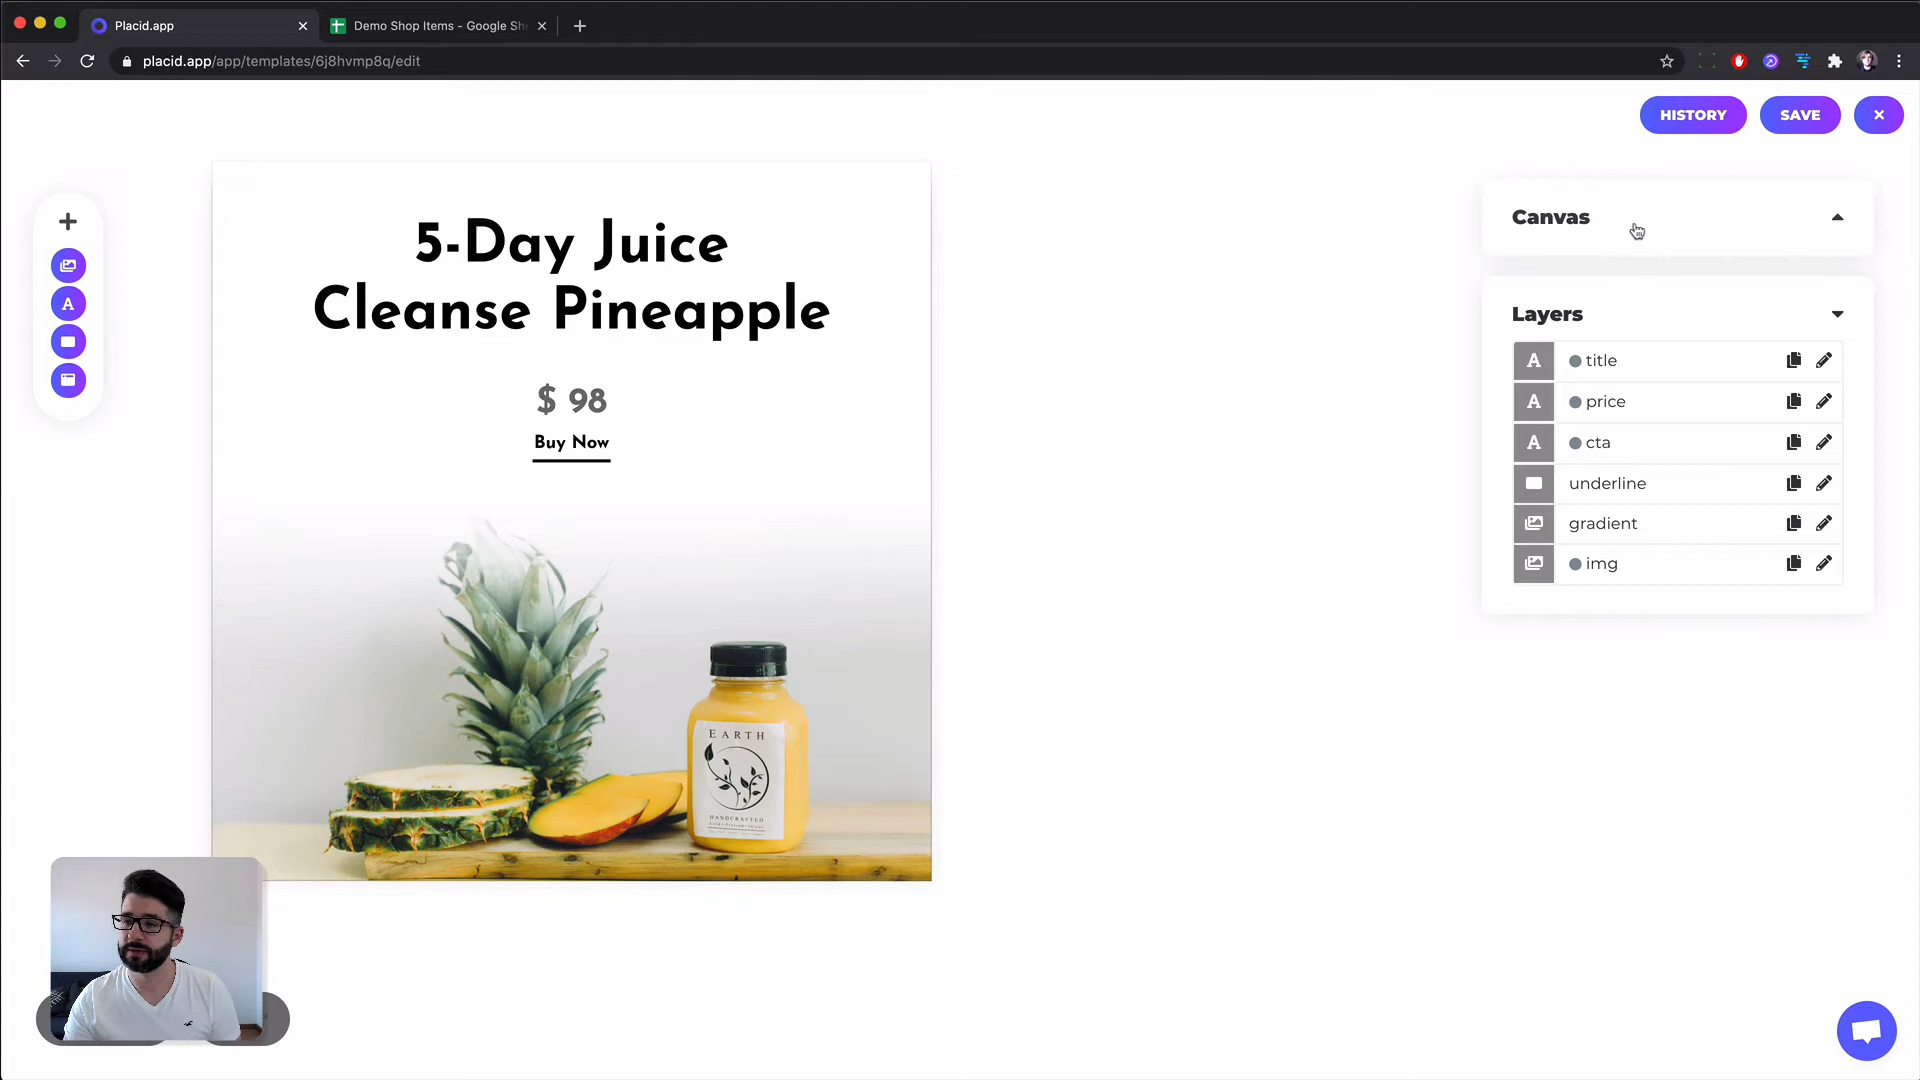 Placid.app
Demo Shop Items - Google Sh
placid.app/app/templates/6j8hvmp8q/edit
HISTORY
SAVE
Canvas
Layers
A title
A price
A cta
underline
gradient
img
A
5-Day Juice
Cleanse Pineapple
$ 98
Buy Now
EARTH
HANDCRAFTED